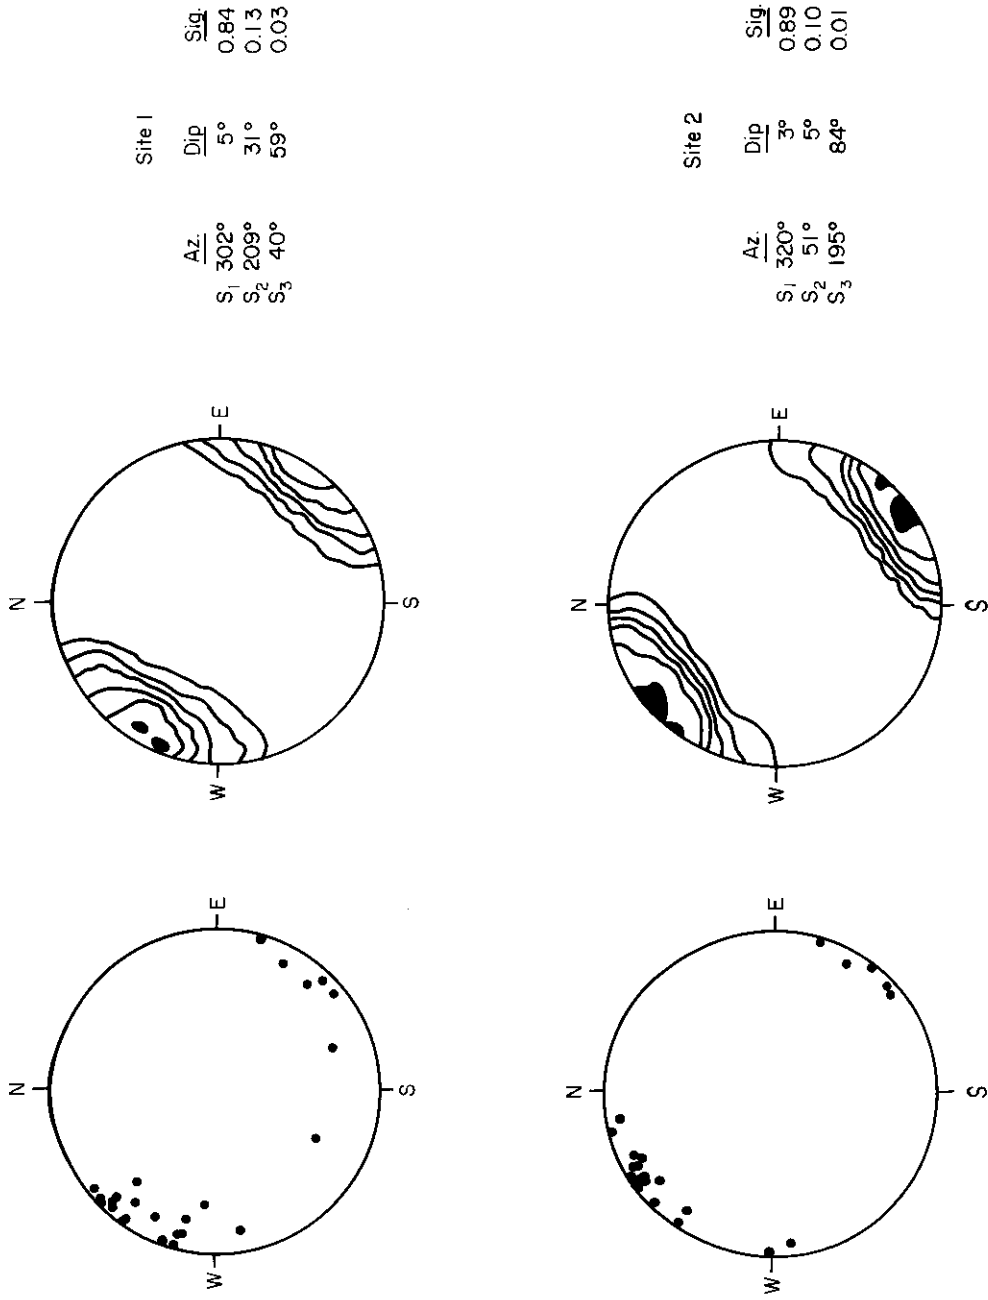 N
N
Site 1
Az. Dip Sig.
S₁ 302° 5° 0.84
S₂ 209° 31° 0.13
S₃ 40° 59° 0.03
W E
W E
S
S
N
N
Site 2
Az. Dip Sig.
S₁ 320° 3° 0.89
S₂ 51° 5° 0.10
S₃ 195° 84° 0.01
W E
W E
S
S